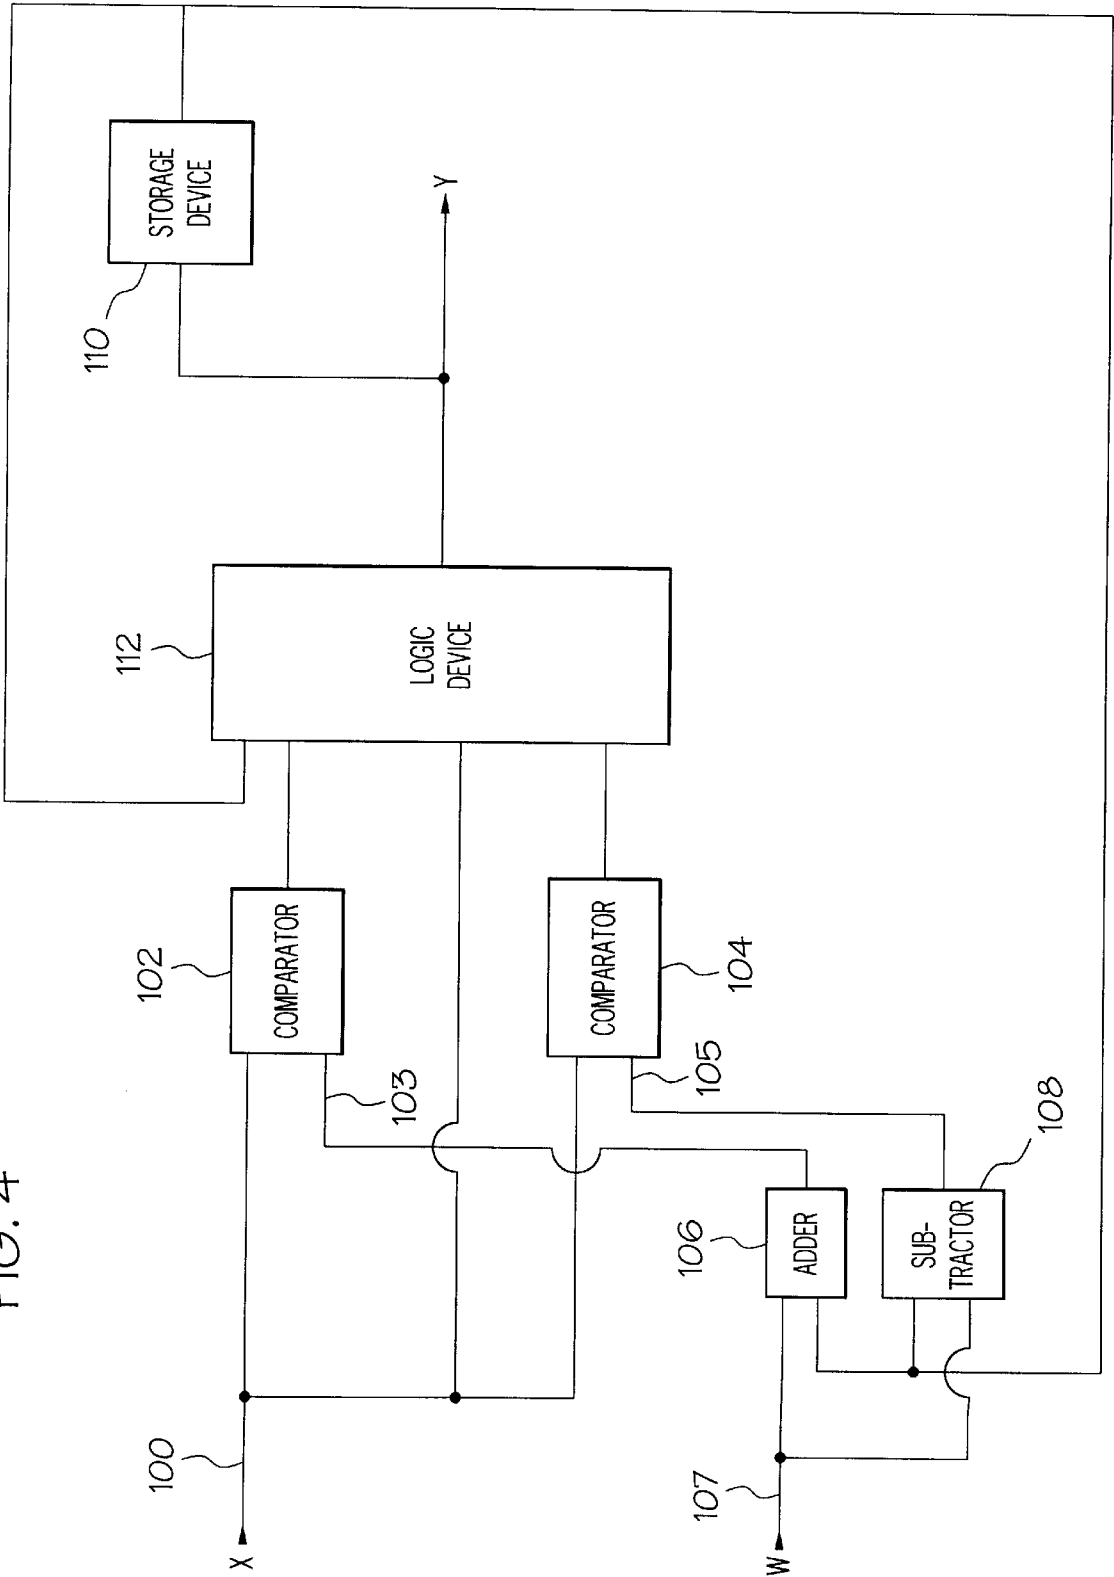 FIG. 4
X
100
102
COMPARATOR
103
112
LOGIC
DEVICE
110
STORAGE
DEVICE
Y
COMPARATOR
104
105
W
107
106
ADDER
SUB-
TRACTOR
108